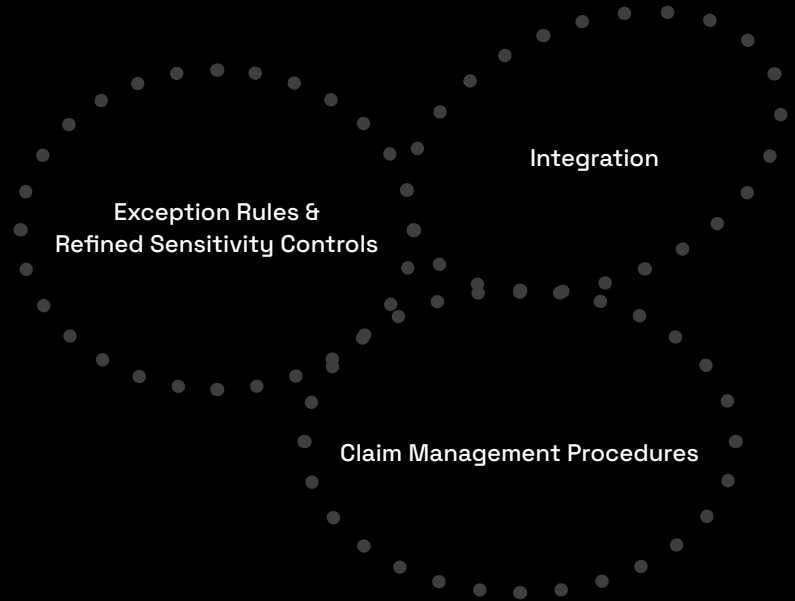 Integration
Exception Rules &
Refined Sensitivity Controls
Claim Management Procedures